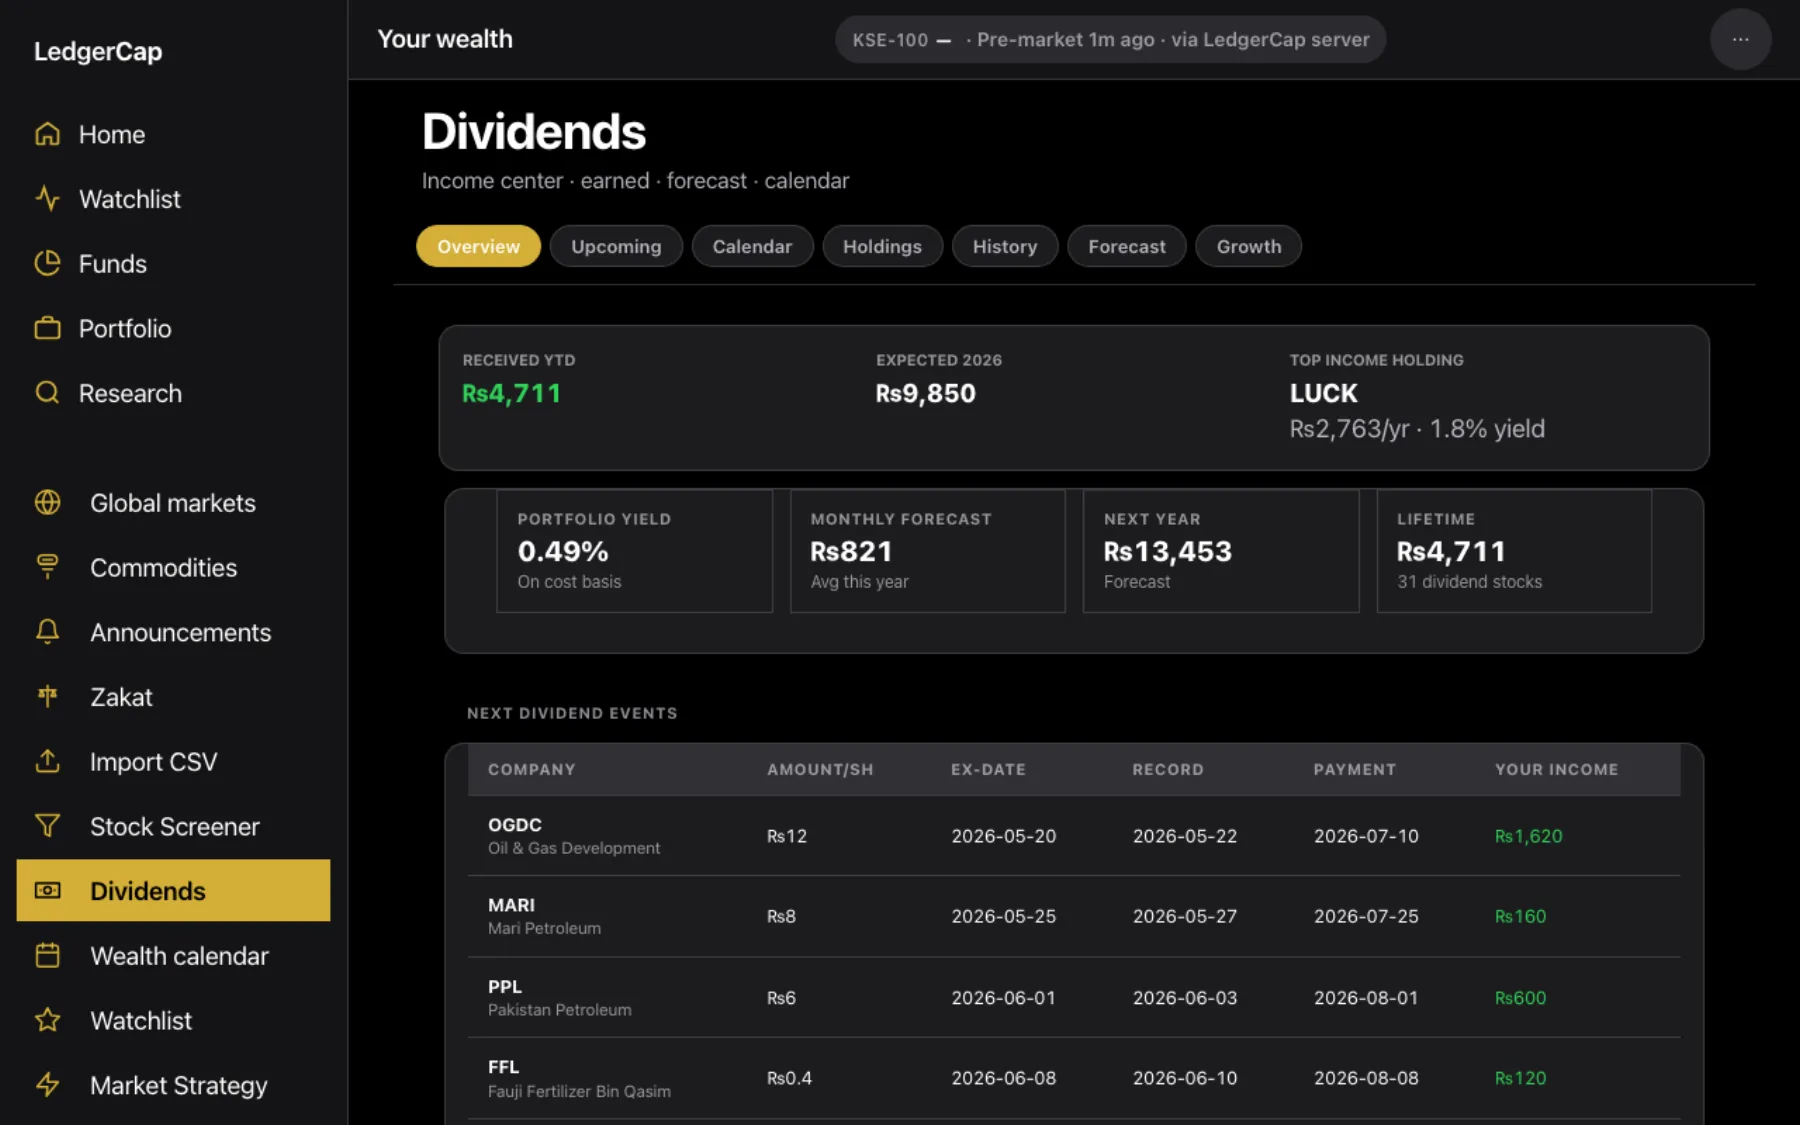 LedgerCap
Home
Watchlist
Funds
Portfolio
Research
Global markets
Commodities
Announcements
Zakat
Import CSV
Stock Screener
Dividends
Wealth calendar
Watchlist
Market Strategy
Your wealth
KSE-100 — · Pre-market 1m ago · via LedgerCap server
...
Dividends
Income center · earned · forecast · calendar
Overview Upcoming Calendar Holdings History Forecast Growth
RECEIVED YTD EXPECTED 2026 TOP INCOME HOLDING
Rs4,711 Rs9,850 LUCK
Rs2,763/yr · 1.8% yield
PORTFOLIO YIELD MONTHLY FORECAST NEXT YEAR LIFETIME
0.49% Rs821 Rs13,453 Rs4,711
On cost basis Avg this year Forecast 31 dividend stocks
NEXT DIVIDEND EVENTS
COMPANY AMOUNT/SH EX-DATE RECORD PAYMENT YOUR INCOME
OGDC
Oil & Gas Development
Rs12 2026-05-20 2026-05-22 2026-07-10 Rs1,620
MARI
Mari Petroleum
Rs8 2026-05-25 2026-05-27 2026-07-25 Rs160
PPL
Pakistan Petroleum
Rs6 2026-06-01 2026-06-03 2026-08-01 Rs600
FFL
Fauji Fertilizer Bin Qasim
Rs0.4 2026-06-08 2026-06-10 2026-08-08 Rs120